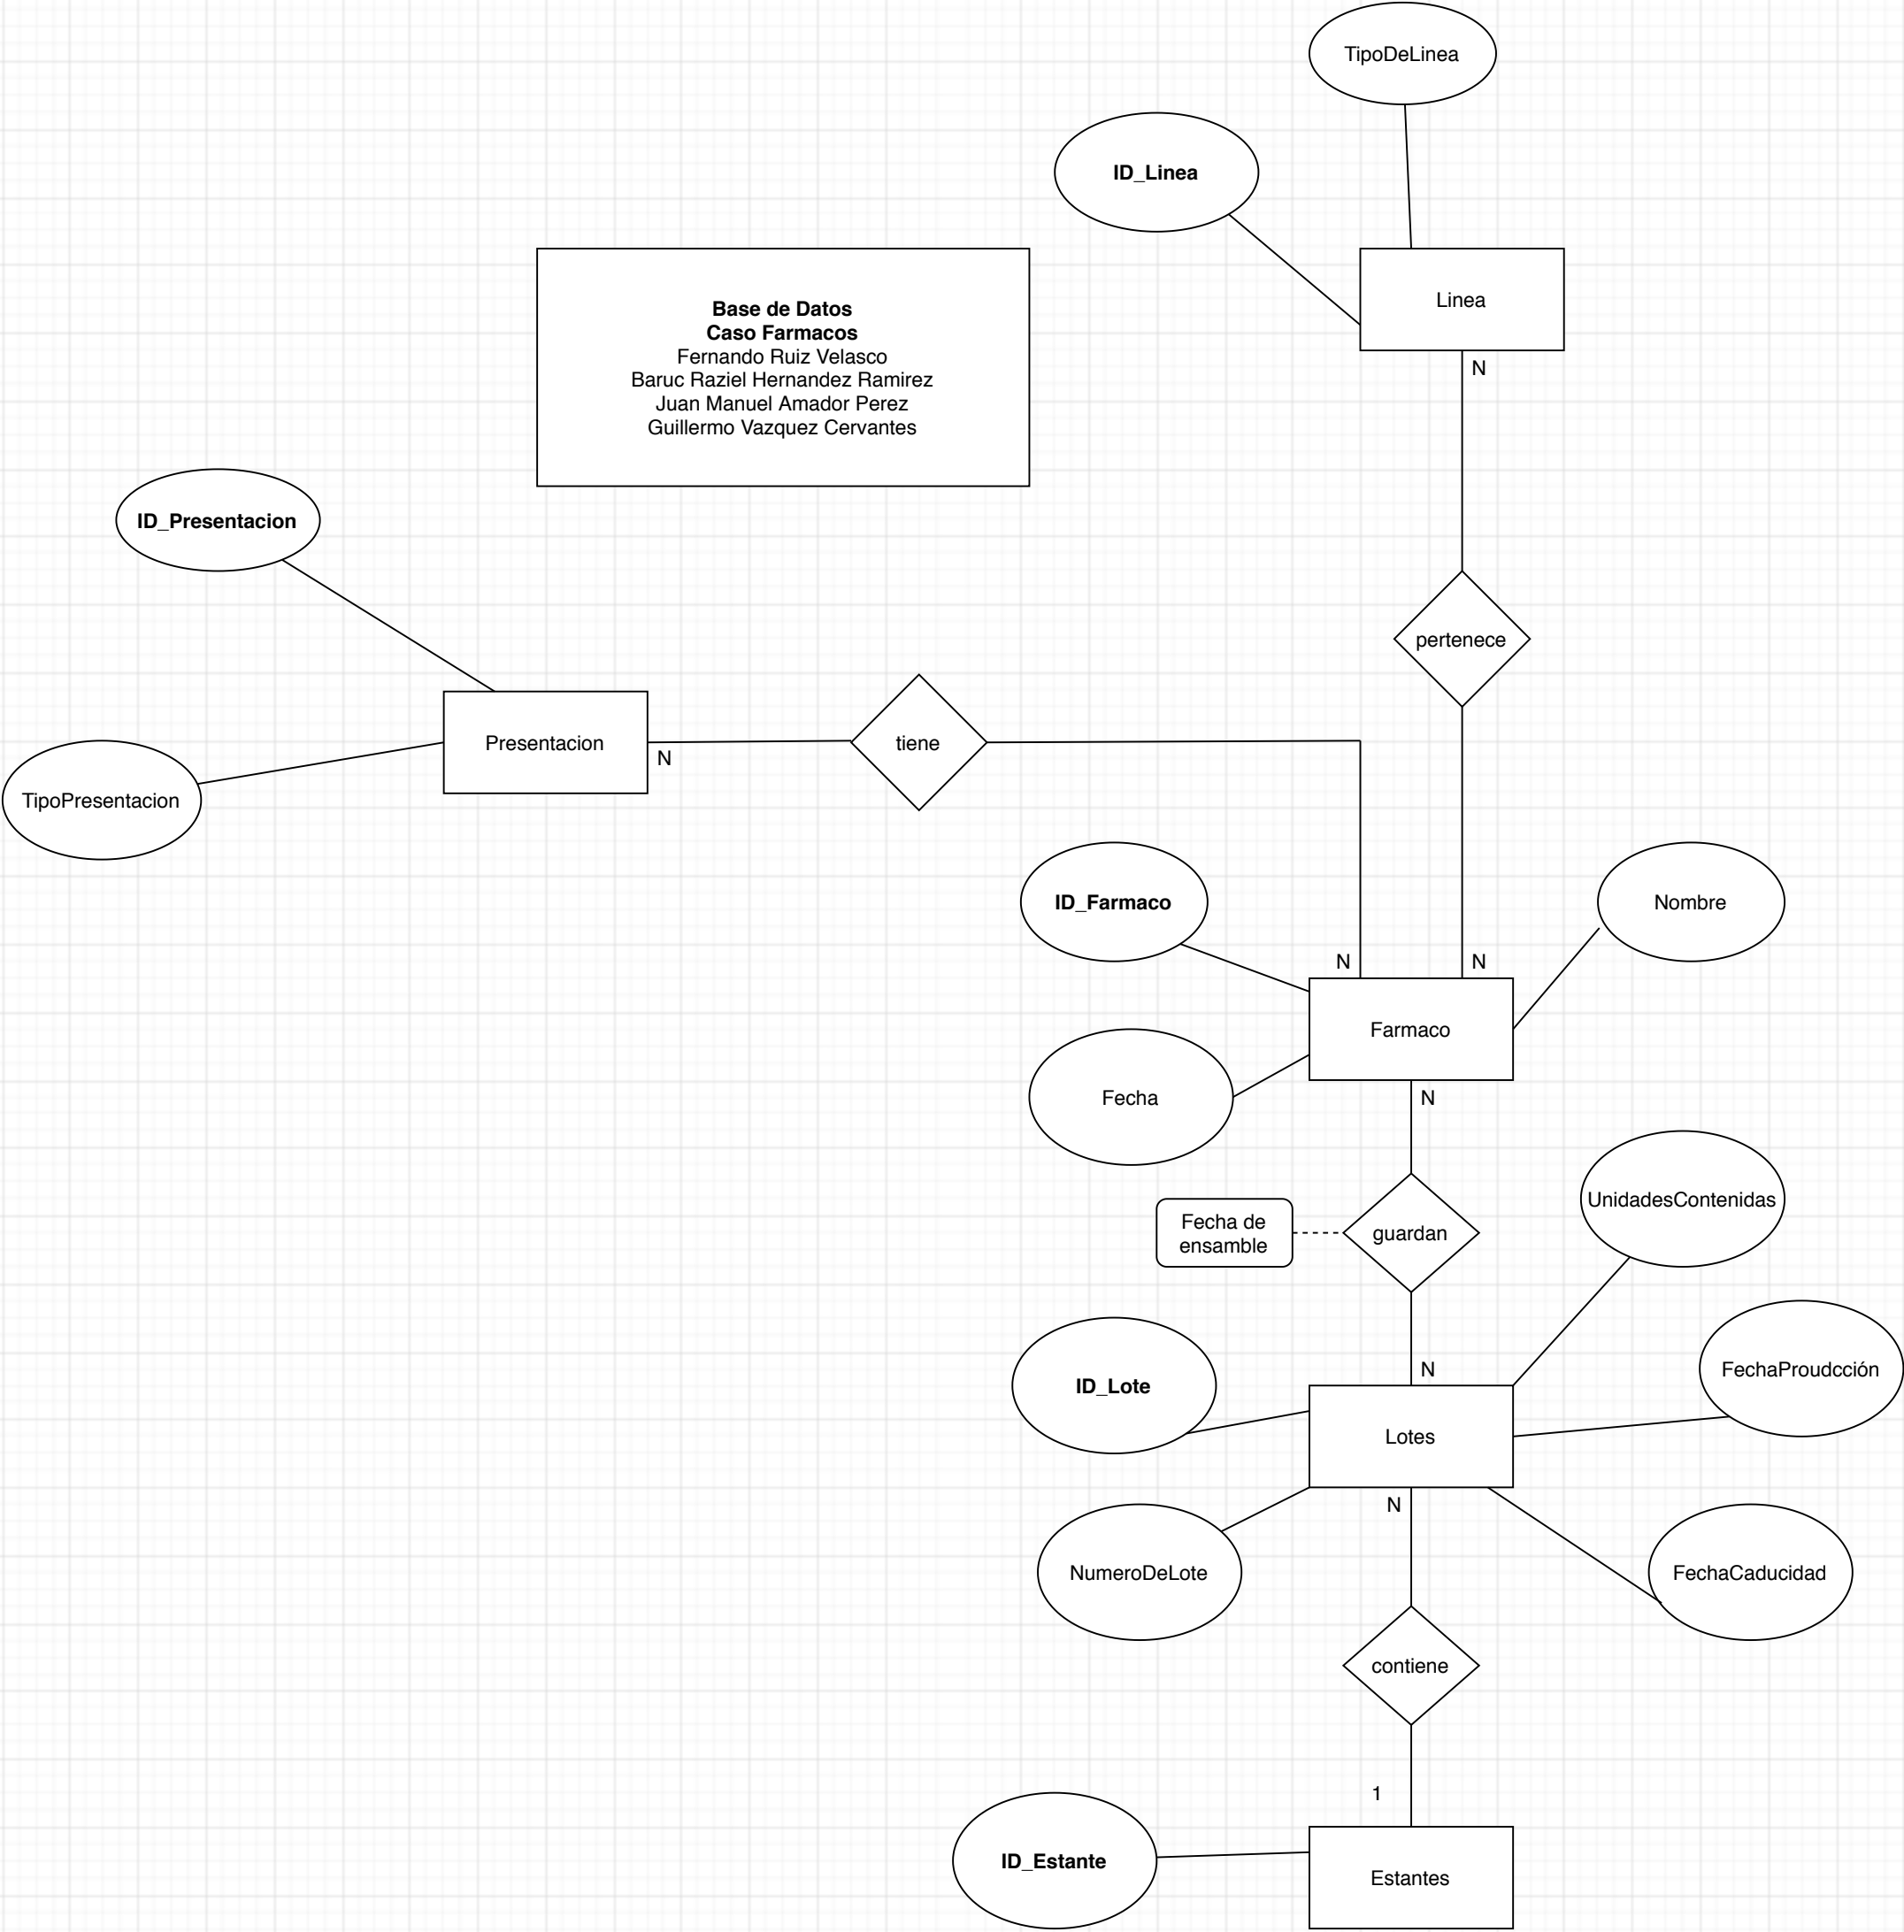 TipoDeLinea
ID_Linea
Linea
N
Base de Datos
Caso Farmacos
Fernando Ruiz Velasco
Baruc Raziel Hernandez Ramirez
Juan Manuel Amador Perez
Guillermo Vazquez Cervantes
ID_Presentacion
pertenece
Presentacion
N
tiene
TipoPresentacion
ID_Farmaco
Nombre
N
N
Farmaco
Fecha
N
UnidadesContenidas
Fecha de
ensamble
guardan
N
FechaProudcción
ID_Lote
Lotes
N
NumeroDeLote
FechaCaducidad
contiene
1
ID_Estante
Estantes